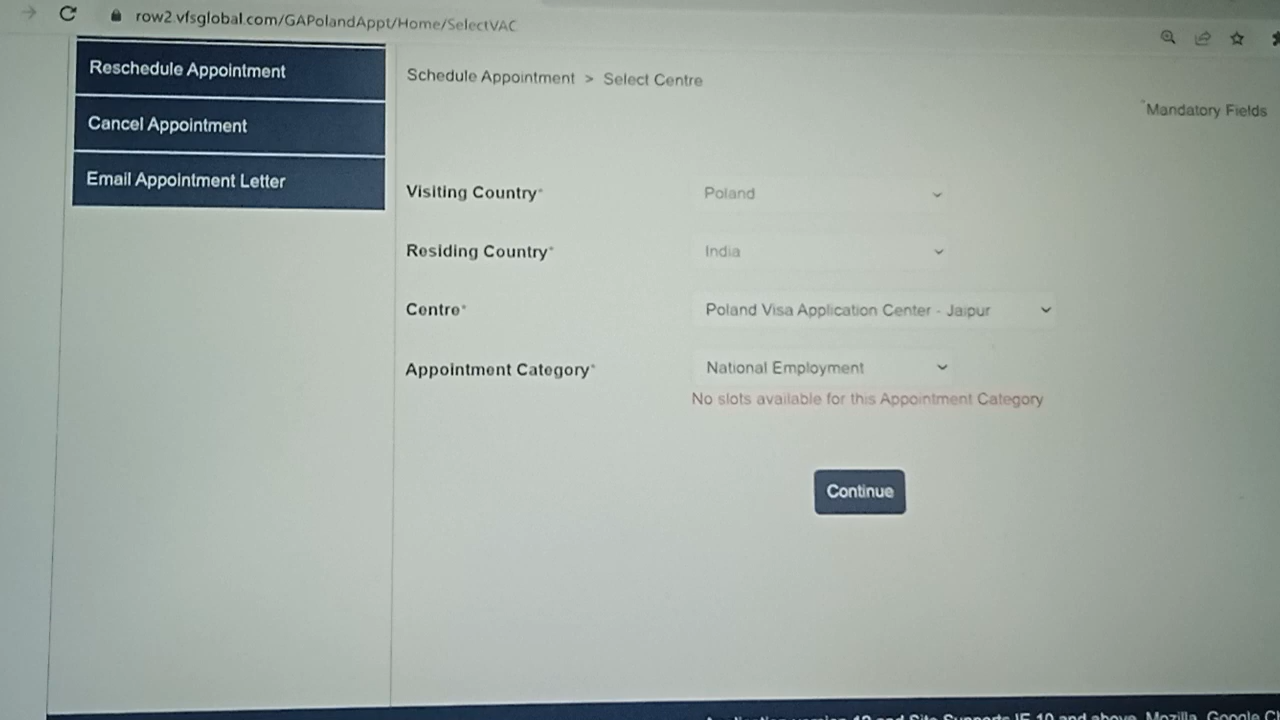 row2.vfsglobal.com/GAPolandAppt/Home/SelectVAC
Reschedule Appointment
Cancel Appointment
Email Appointment Letter
Schedule Appointment > Select Centre
*Mandatory Fields
Visiting Country* Poland
Residing Country* India
Centre* Poland Visa Application Center - Jaipur
Appointment Category* National Employment
No slots available for this Appointment Category
Continue
and Site Supports IE 10 and above, Mozilla, Google